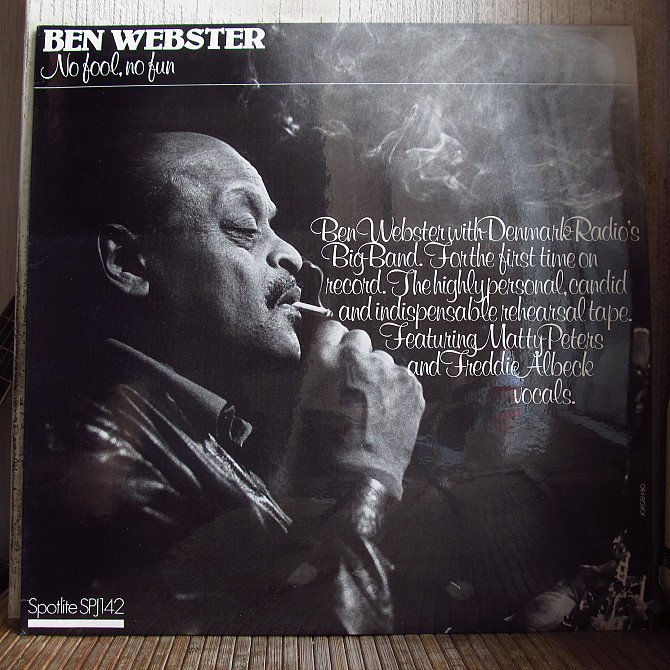 BEN WEBSTER
No fool, no fun
Ben Webster with Denmark Radio's
Big Band. For the first time on
record. The highly personal, candid
and indispensable rehearsal tape.
Featuring Matty Peters
and Freddie Albeck
vocals.
Spotlite SPJ142